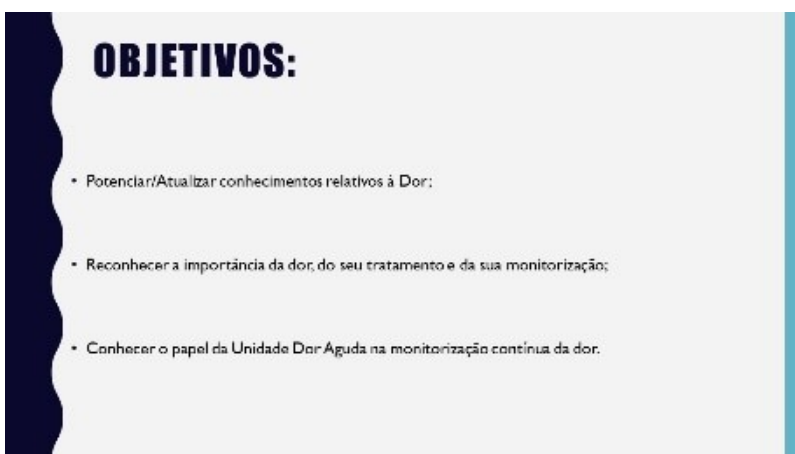 OBJETIVOS:
• Potenciar/Atualizar conhecimentos relativos à Dor;
• Reconhecer a importância da dor, do seu tratamento e da sua monitorização;
• Conhecer o papel da Unidade Dor Aguda na monitorização contínua da dor.